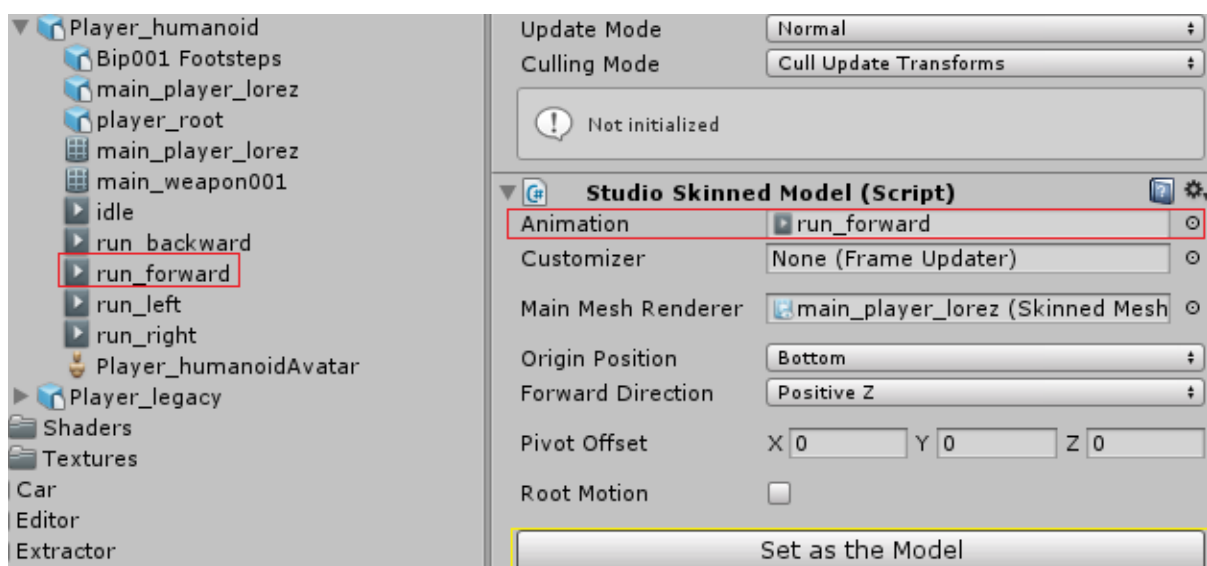 Player_humanoid
Bip001 Footsteps
main_player_lorez
player_root
main_player_lorez
main_weapon001
idle
run_backward
run_forward
run_left
run_right
Player_humanoidAvatar
Player_legacy
Shaders
Textures
Car
Editor
Extractor
Update Mode Normal
Culling Mode Cull Update Transforms
Not initialized
Studio Skinned Model (Script)
Animation run_forward
Customizer None (Frame Updater)
Main Mesh Renderer main_player_lorez (Skinned Mesh
Origin Position Bottom
Forward Direction Positive Z
Pivot Offset X 0 Y 0 Z 0
Root Motion
Set as the Model